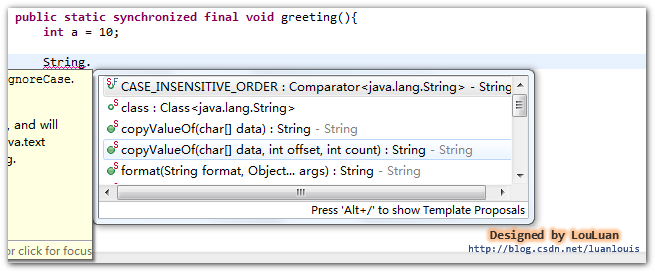 public static synchronized final void greeting(){
int a = 10;
String.
gnoreCase.
, and will
va.text
g.
or click for focus
CASE_INSENSITIVE_ORDER : Comparator<java.lang.String> - String
class : Class<java.lang.String>
copyValueOf(char[] data) : String - String
copyValueOf(char[] data, int offset, int count) : String - String
format(String format, Object... args) : String - String
Press 'Alt+/' to show Template Proposals
Designed by LouLuan
http://blog.csdn.net/luanlouis